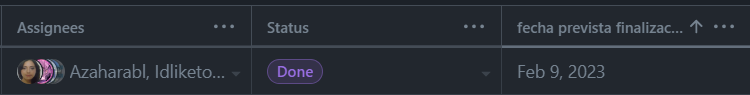 Assignees ... Status ... fecha prevista finalizac... ...
Azaharabl, Idliketo... Done Feb 9, 2023